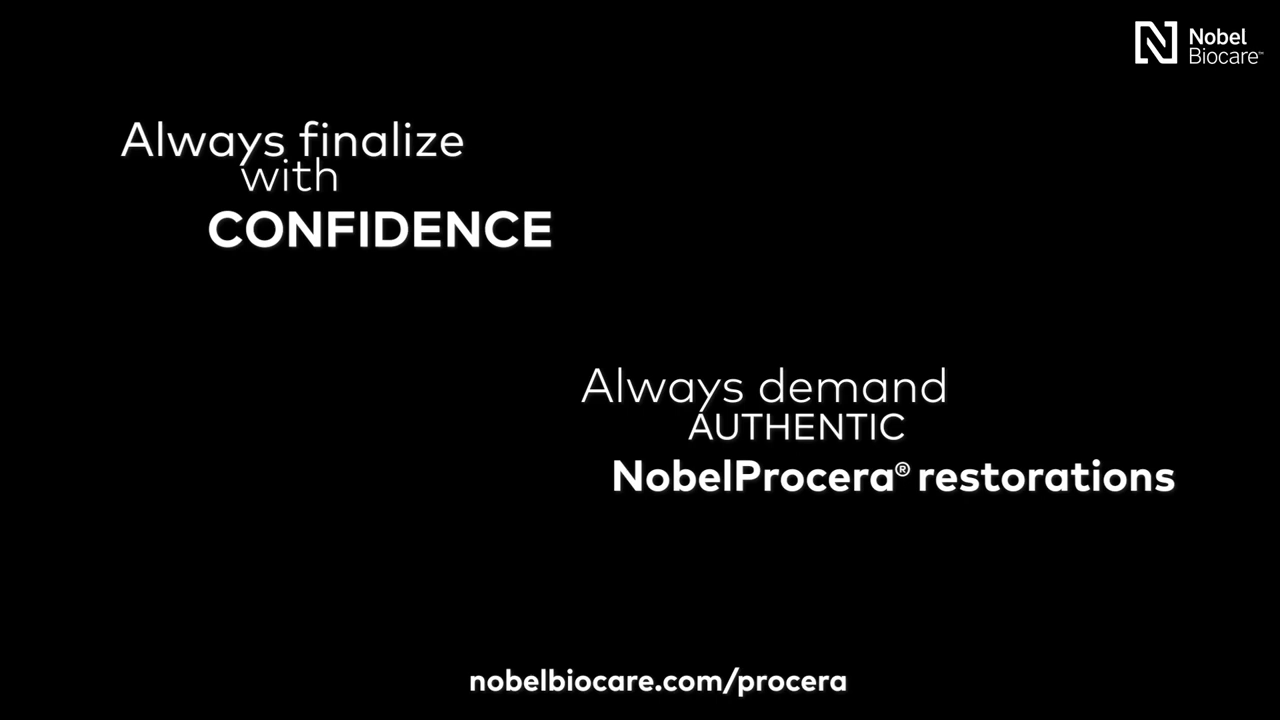 Nobel
Biocare™
Always finalize
with
CONFIDENCE
Always demand
AUTHENTIC
NobelProcera® restorations
nobelbiocare.com/procera